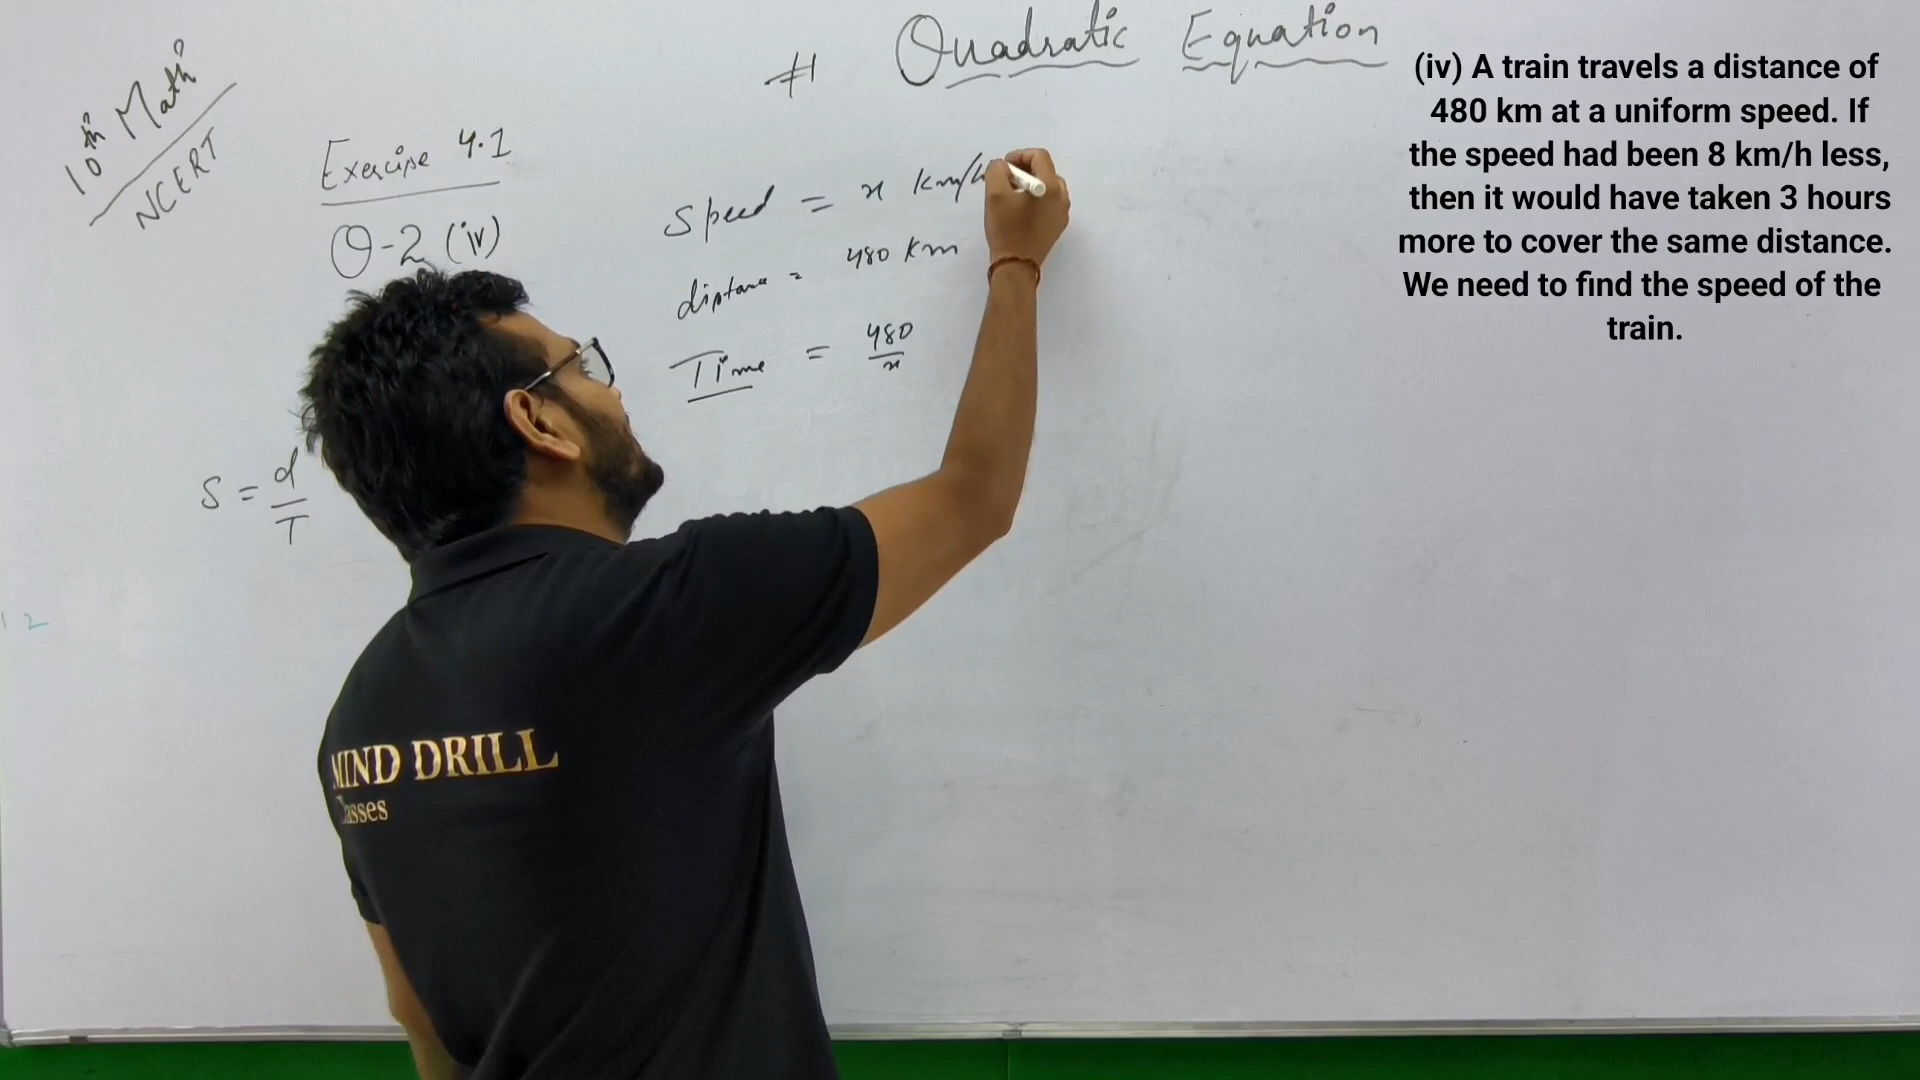 # Quadratic Equation
10th Math
NCERT
Exercise 4.1
Q-2 (iv)
Speed = x km/h
distance = 480 km
Time = 480/x
S = d/T
12
(iv) A train travels a distance of
480 km at a uniform speed. If
the speed had been 8 km/h less,
then it would have taken 3 hours
more to cover the same distance.
We need to find the speed of the
train.
MIND DRILL
Classes